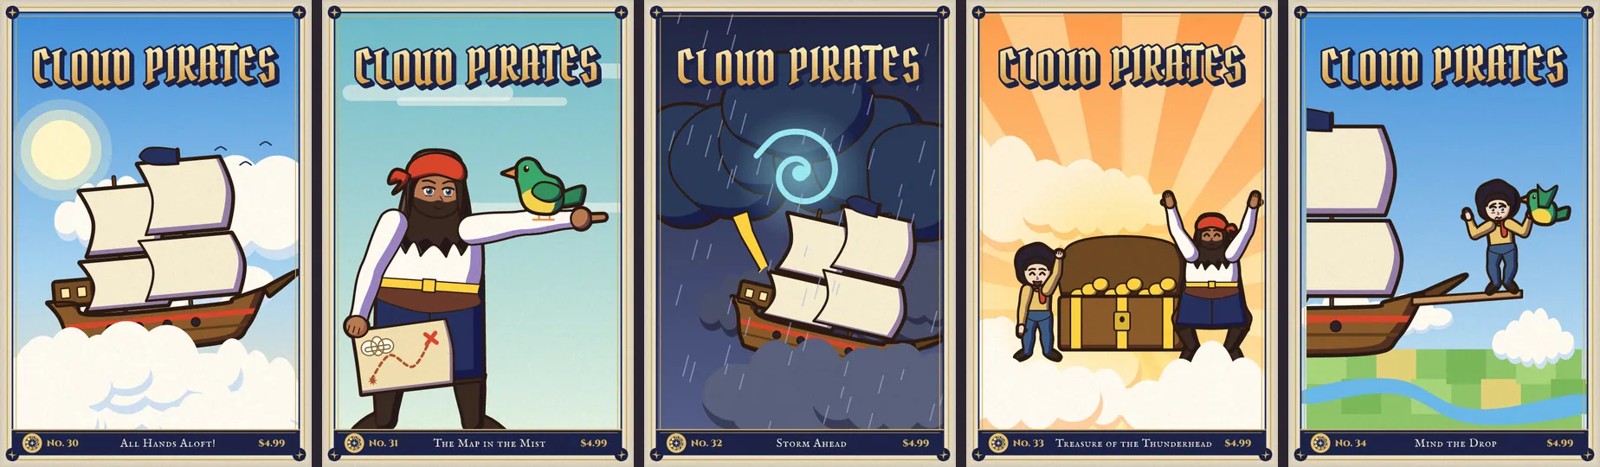 CLOUD PIRATES
No. 30 All Hands Aloft! $4.99
CLOUD PIRATES
No. 31 The Map in the Mist $4.99
CLOUD PIRATES
No. 32 Storm Ahead $4.99
CLOUD PIRATES
No. 33 Treasure of the Thunderhead $4.99
CLOUD PIRATES
No. 34 Mind the Drop $4.99